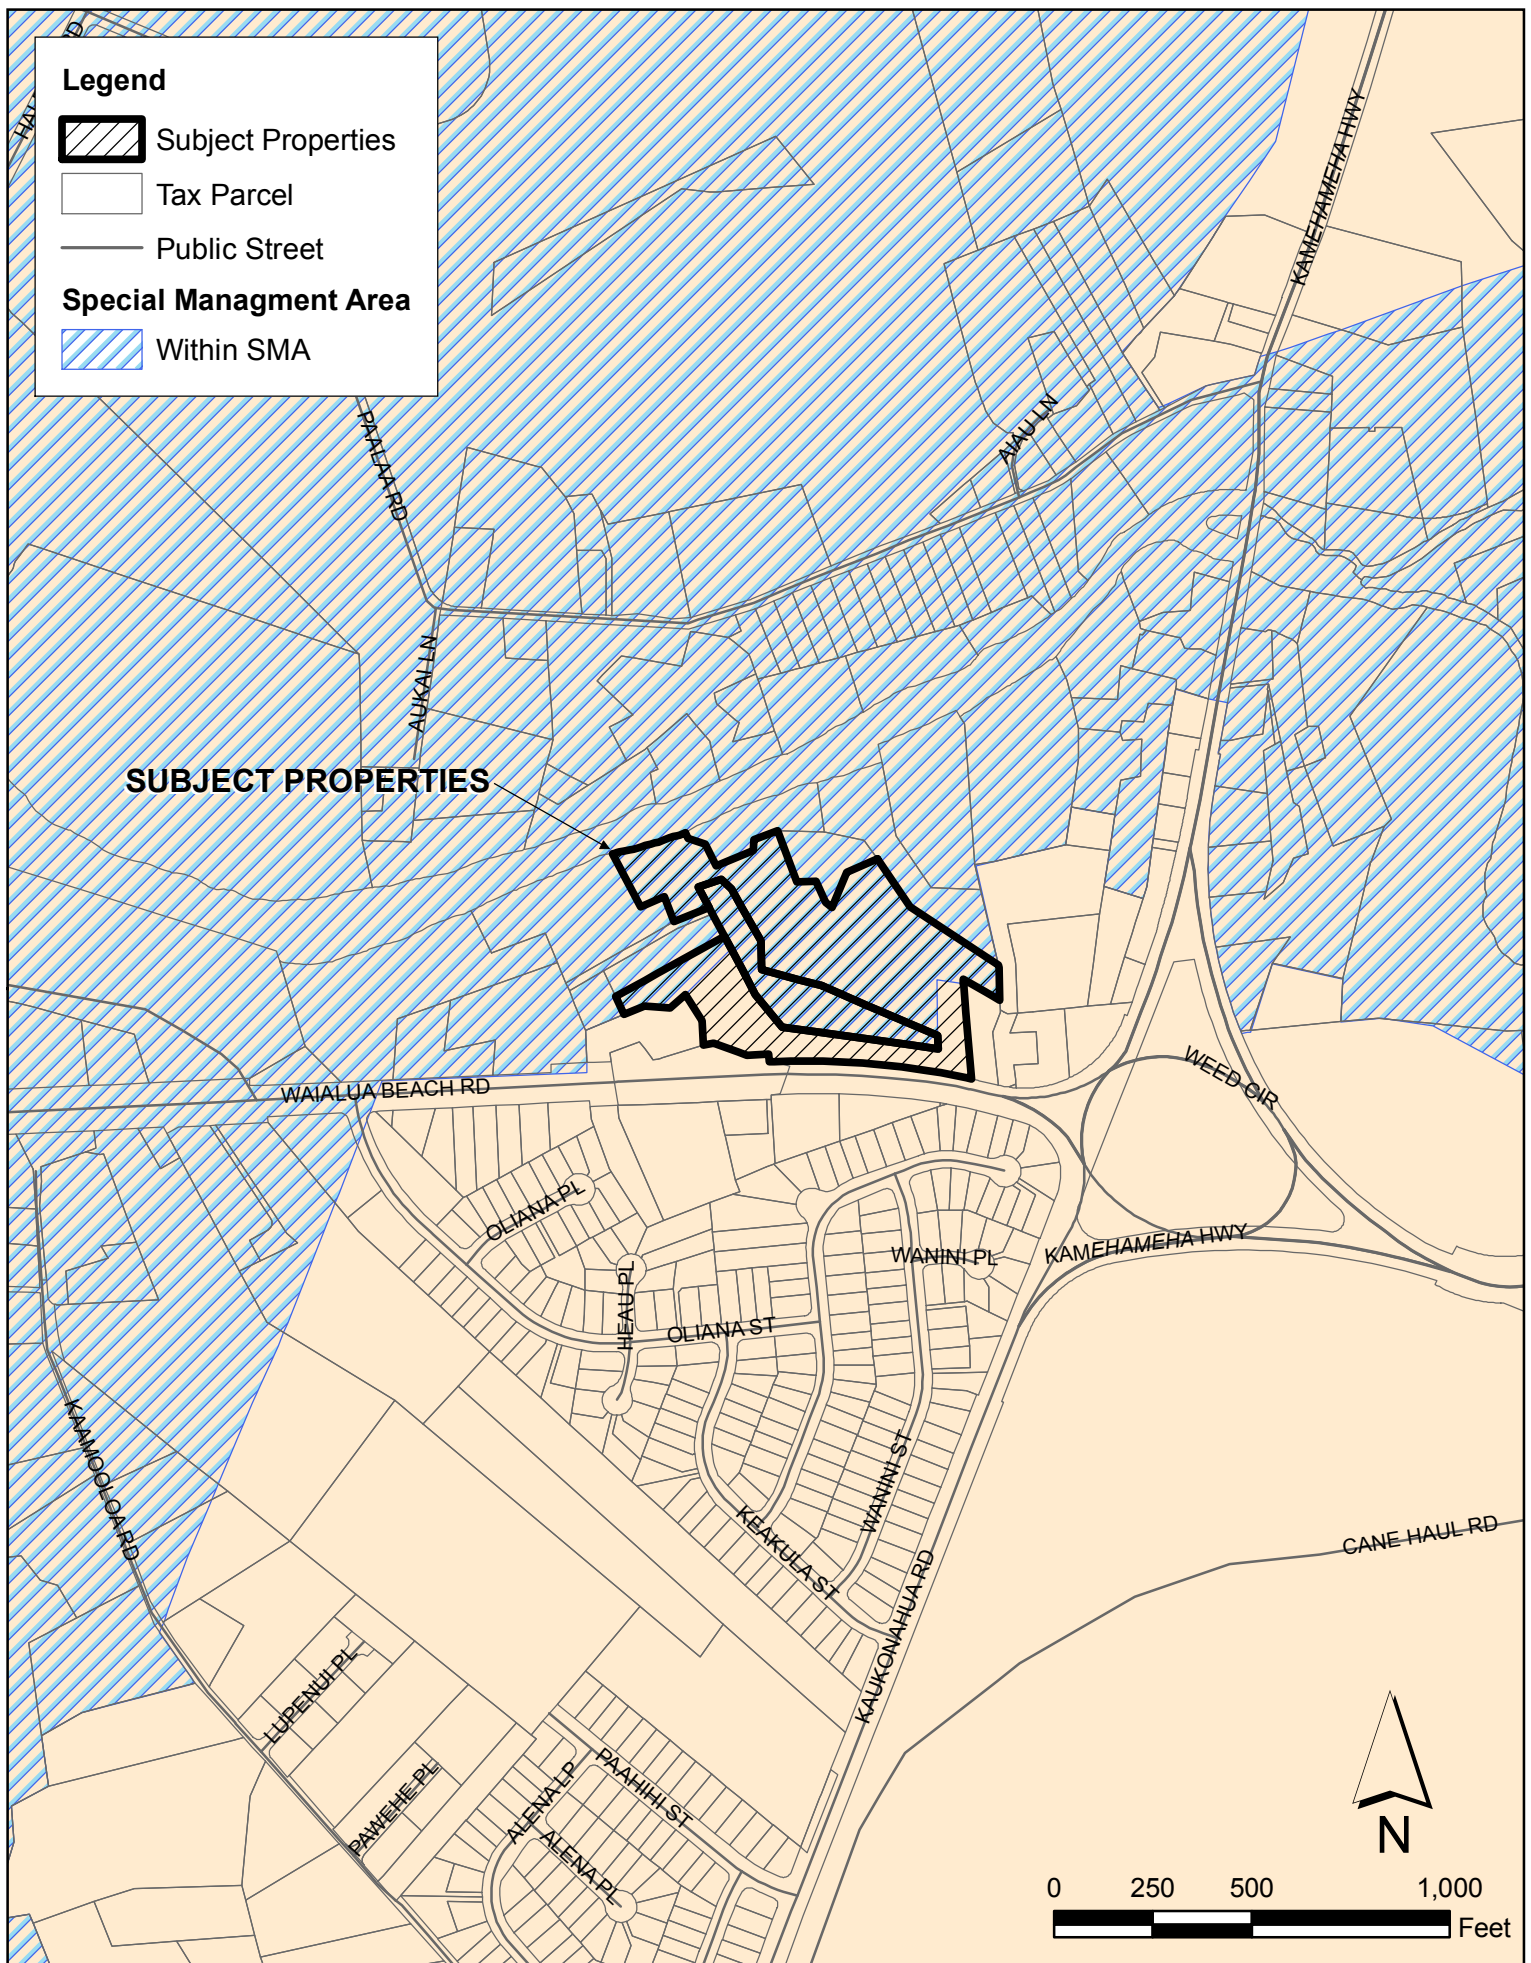 Legend
Subject Properties
Tax Parcel
Public Street
Special Managment Area
Within SMA
KAMEHAMEHA HWY
PAALAA RD
AIAU LN
AUKAI LN
SUBJECT PROPERTIES
WEED CIR
WAIALUA BEACH RD
OLIANA PL
WANINI PL
KAMEHAMEHA HWY
HEAU PL
OLIANA ST
KAAMOOLOA RD
WANINI ST
KEAKULA ST
CANE HAUL RD
KAUKONAHUA RD
LUPENUI PL
PAWEHE PL
ALENA LP
PAAHIHI ST
ALENA PL
N
0 250 500 1,000
Feet